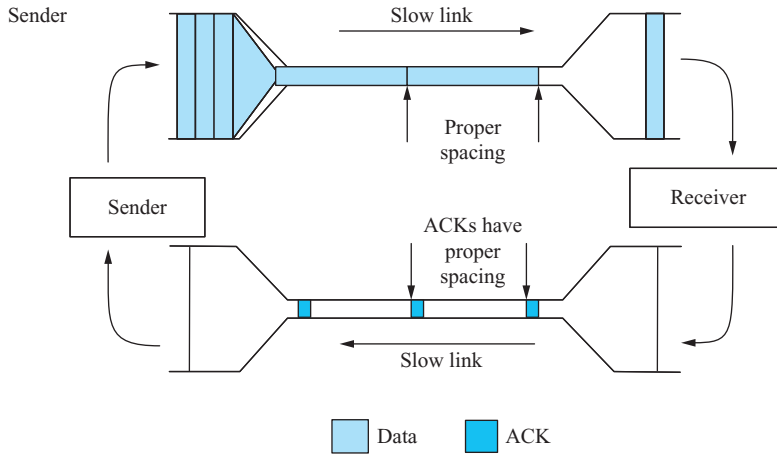 Sender
Slow link
Proper
spacing
Sender
Receiver
ACKs have
proper
spacing
Slow link
Data
ACK